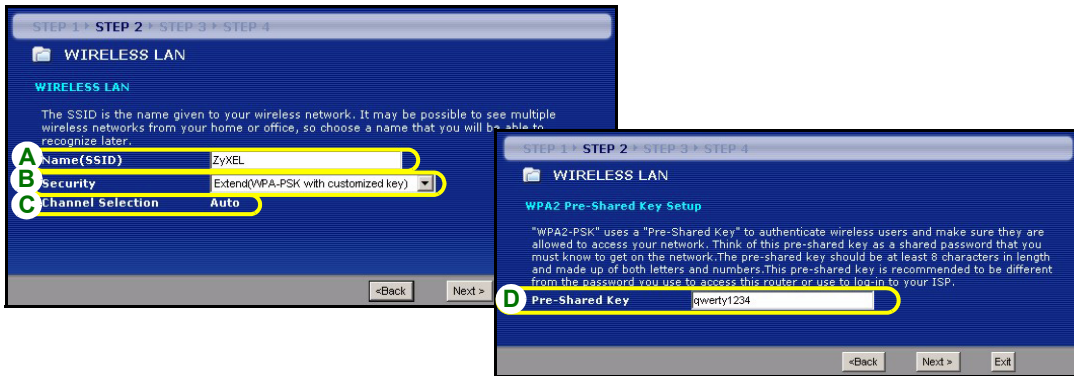 STEP 1 STEP 2 STEP 3 STEP 4
WIRELESS LAN
WIRELESS LAN
The SSID is the name given to your wireless network. It may be possible to see multiple
wireless networks from your home or office, so choose a name that you will be able to
recognize later.
A Name(SSID) ZyXEL
B Security Extend(WPA-PSK with customized key)
C Channel Selection Auto
<Back Next >
STEP 1 STEP 2 STEP 3 STEP 4
WIRELESS LAN
WPA2 Pre-Shared Key Setup
"WPA2-PSK" uses a "Pre-Shared Key" to authenticate wireless users and make sure they are
allowed to access your network. Think of this pre-shared key as a shared password that you
must know to get on the network.The pre-shared key should be at least 8 characters in length
and made up of both letters and numbers.This pre-shared key is recommended to be different
from the password you use to access this router or use to log-in to your ISP.
D Pre-Shared Key qwerty1234
<Back Next > Exit